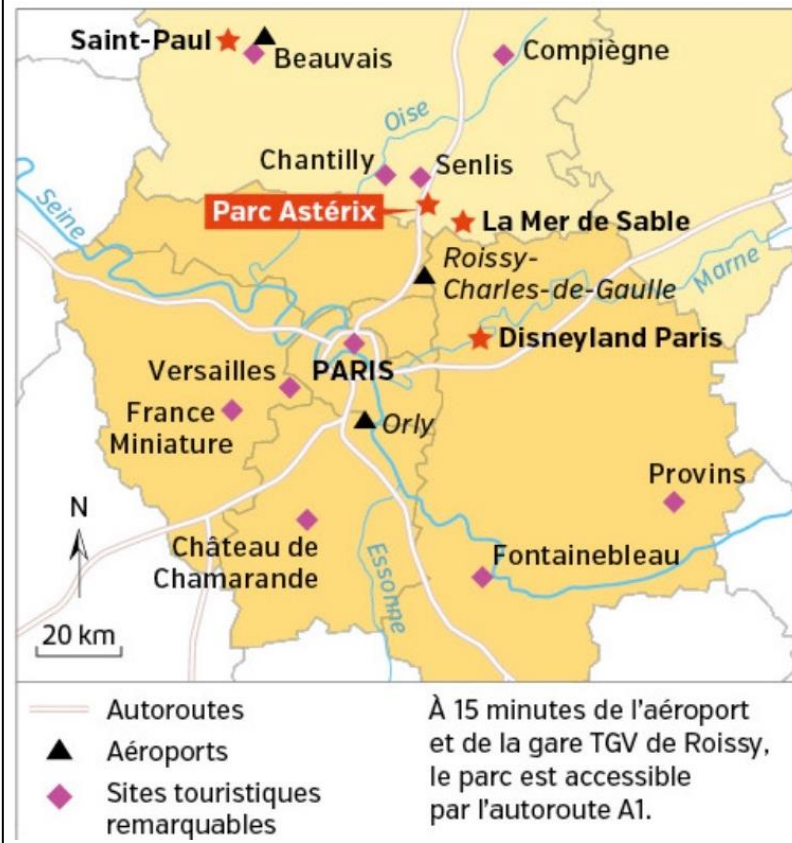 Saint-Paul
Beauvais
Compiègne
Oise
Chantilly
Senlis
Seine
Parc Astérix
La Mer de Sable
Roissy-
Charles-de-Gaulle
Marne
Disneyland Paris
PARIS
Versailles
France
Miniature
Orly
Provins
N
Château de
Chamarande
Essonne
Fontainebleau
20 km
Autoroutes
Aéroports
Sites touristiques
remarquables
À 15 minutes de l'aéroport
et de la gare TGV de Roissy,
le parc est accessible
par l'autoroute A1.